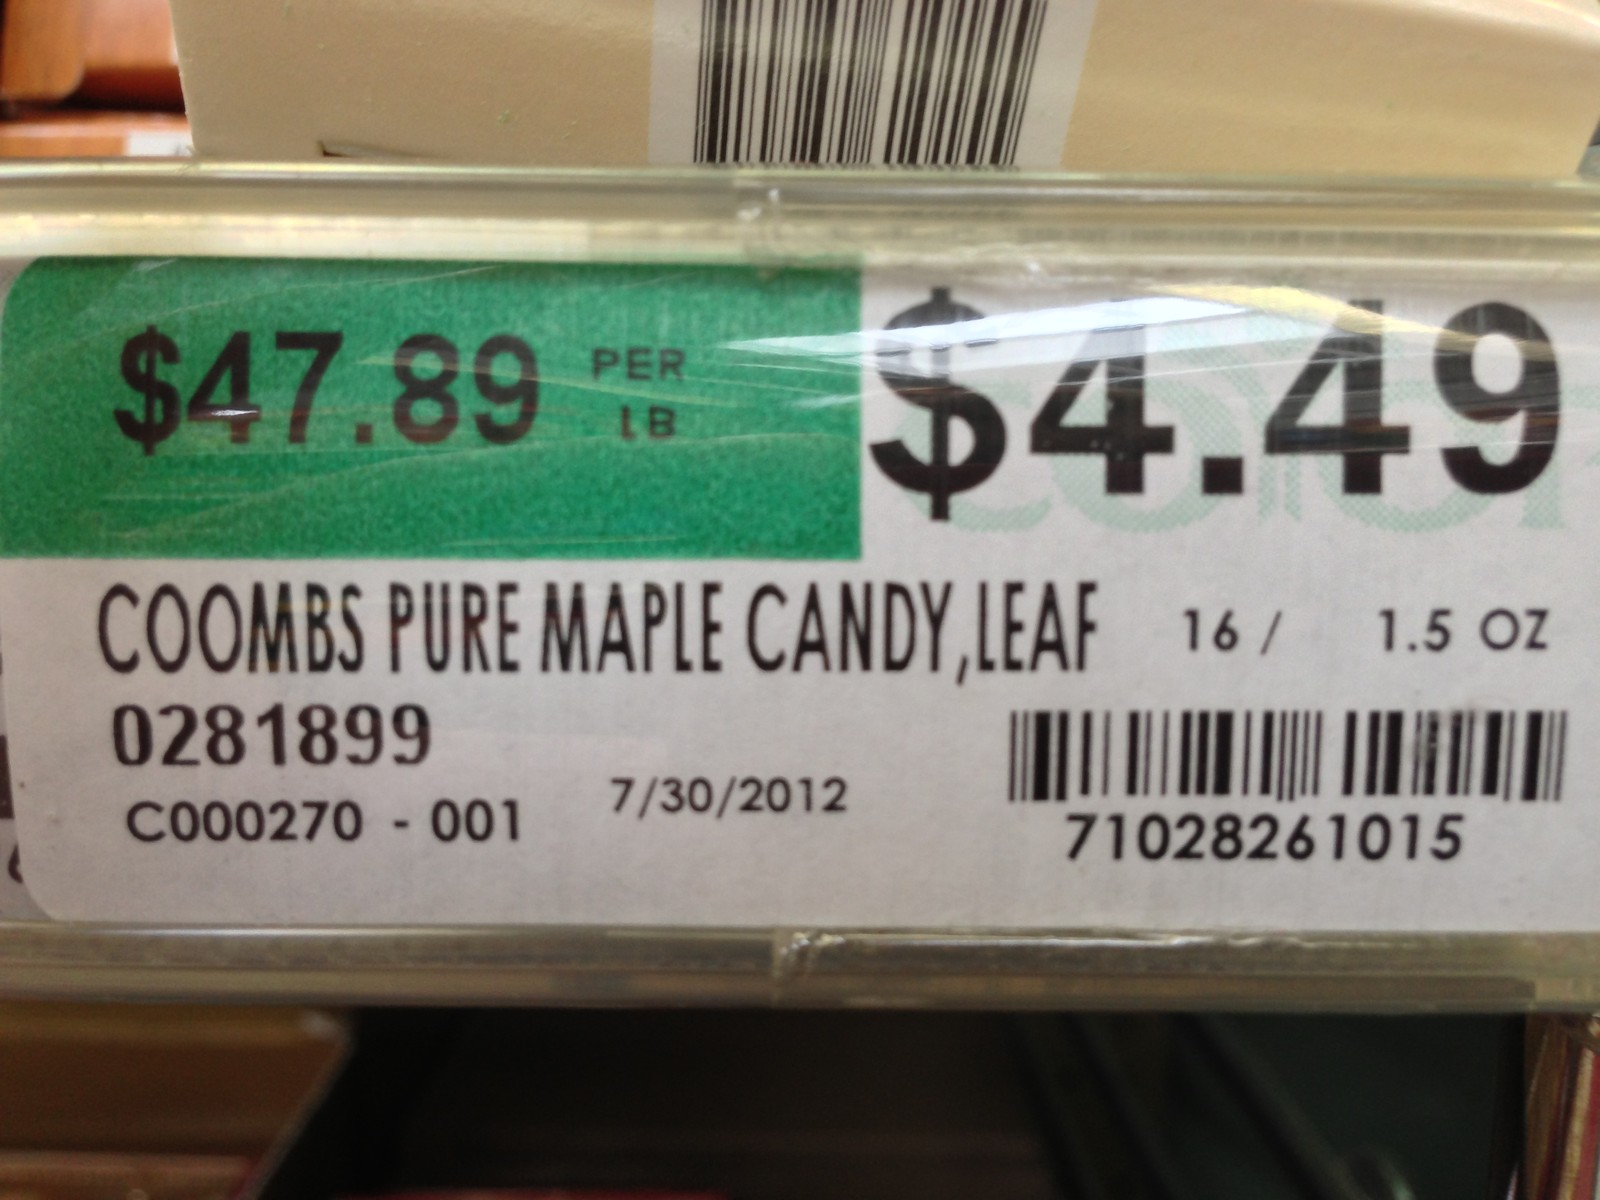 $47.89 PER LB
$4.49
COOMBS PURE MAPLE CANDY,LEAF 16 / 1.5 OZ
0281899
C000270 - 001 7/30/2012
71028261015